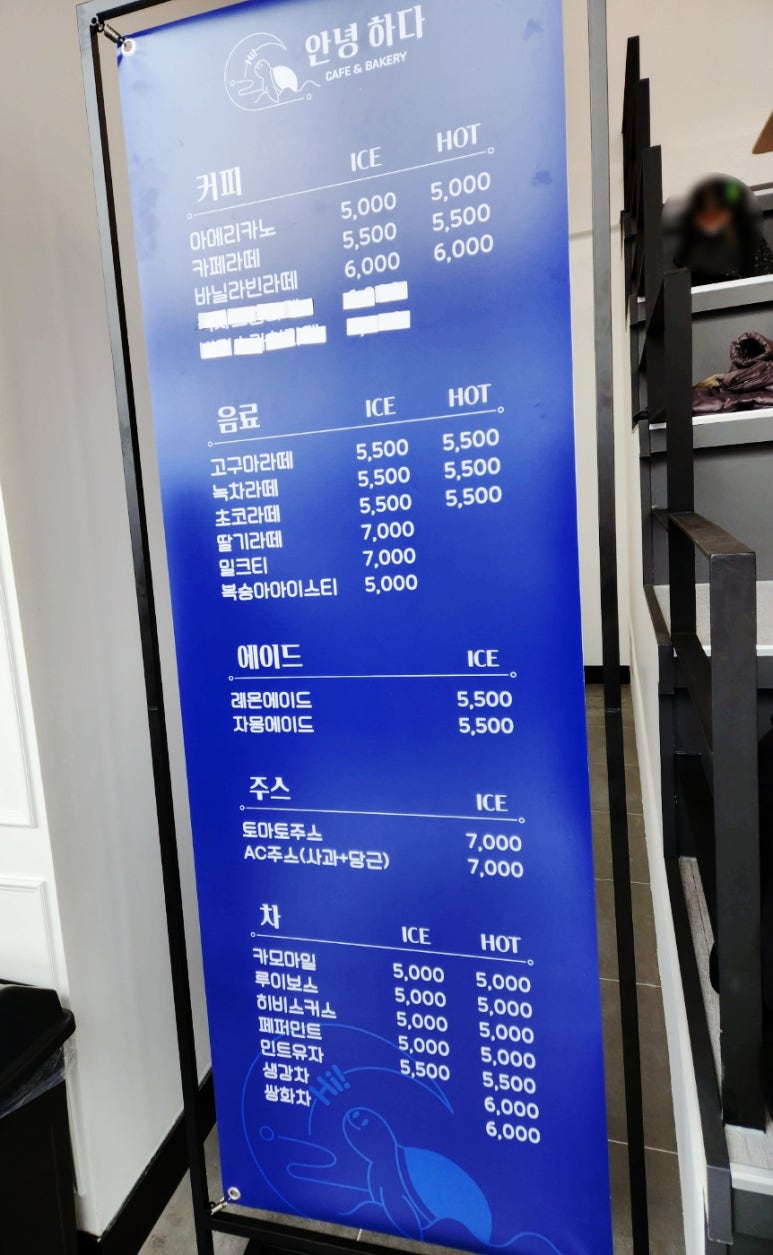 Hi!
안녕 하다
CAFE & BAKERY
커피 ICE HOT
아메리카노 5,000 5,000
카페라떼 5,500 5,500
바닐라빈라떼 6,000 6,000
음료 ICE HOT
고구마라떼 5,500 5,500
녹차라떼 5,500 5,500
초코라떼 5,500 5,500
딸기라떼 7,000
밀크티 7,000
복숭아아이스티 5,000
에이드 ICE
레몬에이드 5,500
자몽에이드 5,500
주스 ICE
토마토주스 7,000
AC주스(사과+당근) 7,000
차 ICE HOT
카모마일 5,000 5,000
루이보스 5,000 5,000
히비스커스 5,000 5,000
페퍼민트 5,000 5,000
민트유자 5,500 5,500
생강차 6,000
쌍화차 6,000
Hi!